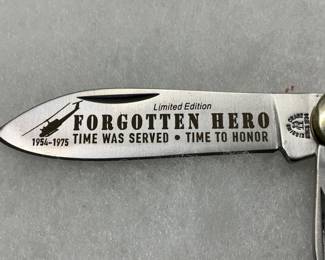 Limited Edition
FORGOTTEN HERO
1954-1975 TIME WAS SERVED • TIME TO HONOR